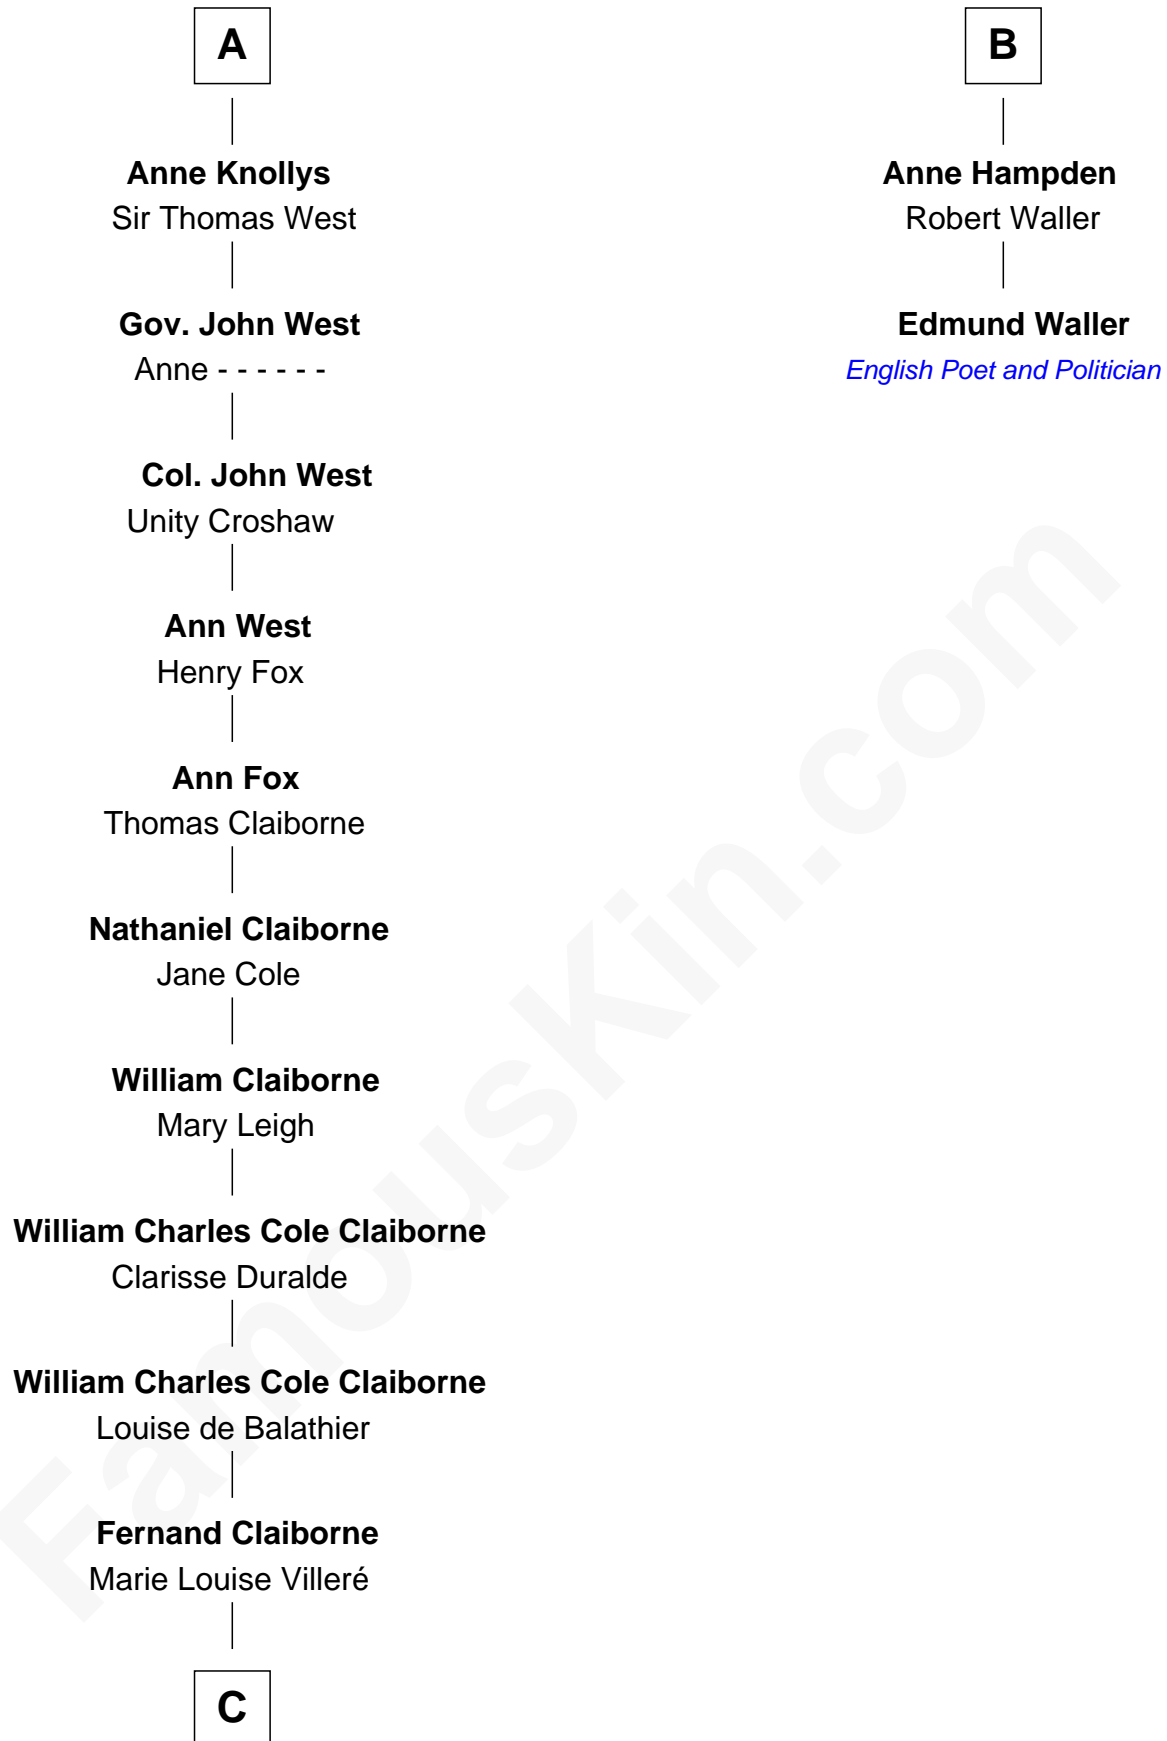 A
Anne Knollys
Sir Thomas West
Gov. John West
Anne - - - - - -
Col. John West
Unity Croshaw
Ann West
Henry Fox
Ann Fox
Thomas Claiborne
Nathaniel Claiborne
Jane Cole
William Claiborne
Mary Leigh
William Charles Cole Claiborne
Clarisse Duralde
William Charles Cole Claiborne
Louise de Balathier
Fernand Claiborne
Marie Louise Villeré
C
B
Anne Hampden
Robert Waller
Edmund Waller
English Poet and Politician
FamousKin.com